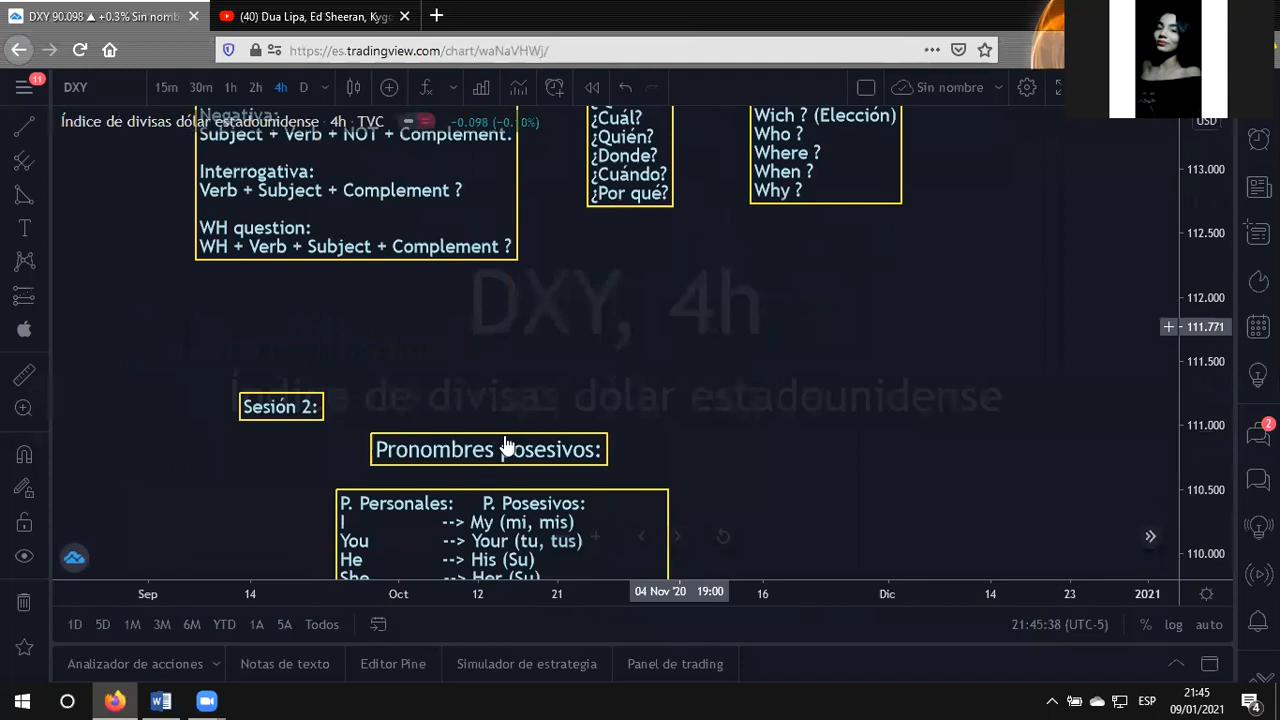 DXY 90.098 ▲ +0.3% Sin nomb
(40) Dua Lipa, Ed Sheeran, Kygo
https://es.tradingview.com/chart/waNaVHWj/
11
DXY
15m 30m 1h 2h 4h D
Sin nombre
Índice de divisas dólar estadounidense · 4h · TVC
-0.098 (-0.10%)
USD
Negativa:
Subject + Verb + NOT + Complement.
Interrogativa:
Verb + Subject + Complement ?
WH question:
WH + Verb + Subject + Complement ?
¿Cuál?
¿Quién?
¿Donde?
¿Cuándo?
¿Por qué?
Wich ? (Elección)
Who ?
Where ?
When ?
Why ?
DXY, 4h
Índice de divisas dólar estadounidense
Sesión 2:
Pronombres posesivos:
P. Personales: P. Posesivos:
I --> My (mi, mis)
You --> Your (tu, tus)
He --> His (Su)
She --> Her (Su)
113.000
112.500
112.000
111.771
111.500
111.000
110.500
110.000
2
Sep 14 Oct 12 21 04 Nov '20 19:00 16 Dic 14 23 2021
1D 5D 1M 3M 6M YTD 1A 5A Todos
21:45:38 (UTC-5) % log auto
Analizador de acciones Notas de texto Editor Pine Simulador de estrategia Panel de trading
ESP
21:45
09/01/2021
4